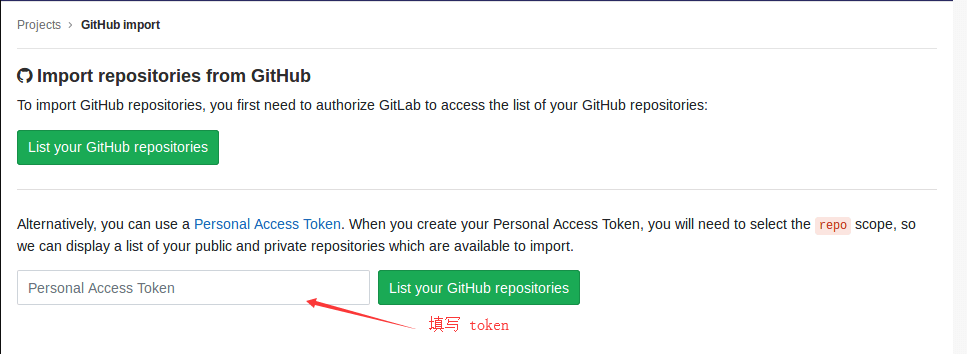 Projects › GitHub import
Import repositories from GitHub
To import GitHub repositories, you first need to authorize GitLab to access the list of your GitHub repositories:
List your GitHub repositories
Alternatively, you can use a Personal Access Token. When you create your Personal Access Token, you will need to select the repo scope, so
we can display a list of your public and private repositories which are available to import.
Personal Access Token List your GitHub repositories
填写 token